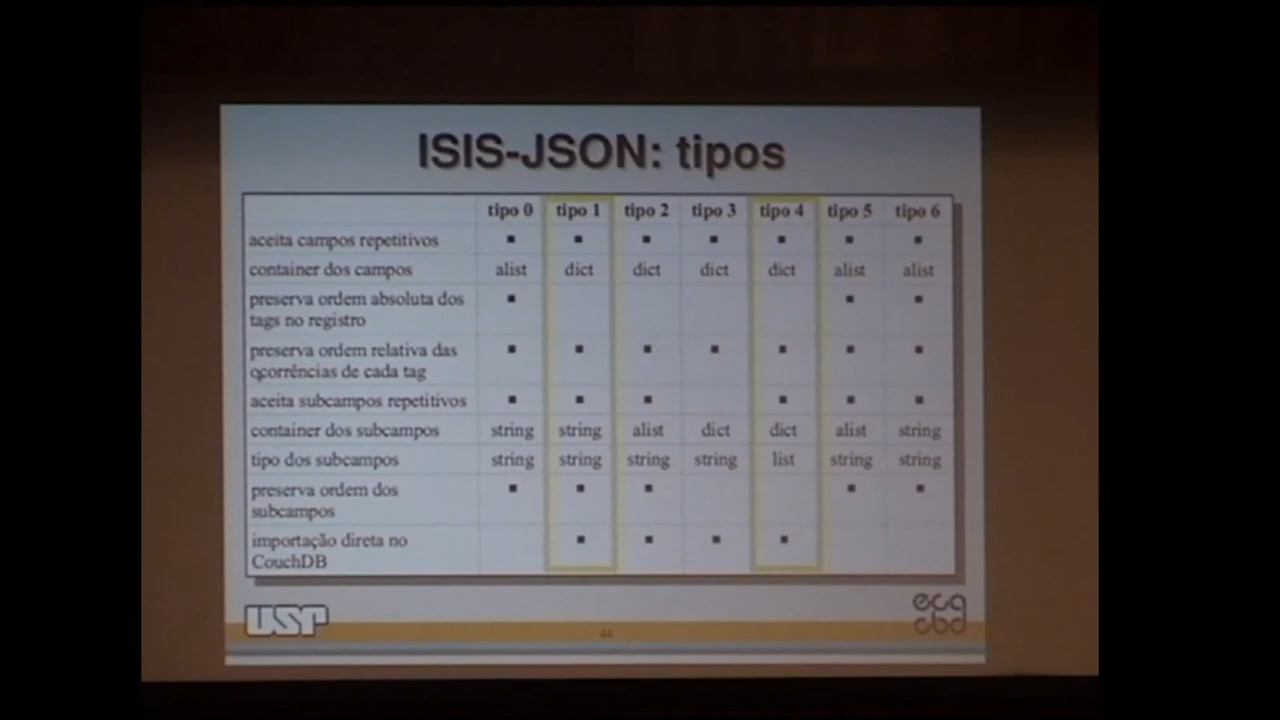 ISIS-JSON: tipos
tipo 0 tipo 1 tipo 2 tipo 3 tipo 4 tipo 5 tipo 6
aceita campos repetitivos ▪ ▪ ▪ ▪ ▪ ▪ ▪
container dos campos alist dict dict dict dict alist alist
preserva ordem absoluta dos ▪ ▪ ▪
tags no registro
preserva ordem relativa das ▪ ▪ ▪ ▪ ▪ ▪ ▪
ocorrências de cada tag
aceita subcampos repetitivos ▪ ▪ ▪ ▪ ▪ ▪
container dos subcampos string string alist dict dict alist string
tipo dos subcampos string string string string list string string
preserva ordem dos ▪ ▪ ▪ ▪ ▪
subcampos
importação direta no ▪ ▪ ▪ ▪
CouchDB
USP
44
eca
cbd